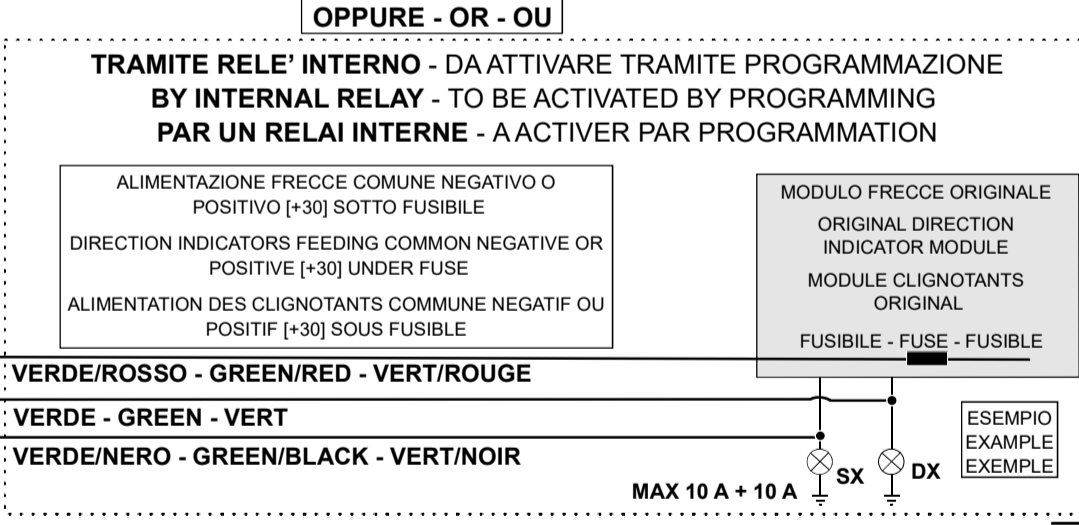 OPPURE - OR - OU
TRAMITE RELE’ INTERNO - DA ATTIVARE TRAMITE PROGRAMMAZIONE
BY INTERNAL RELAY - TO BE ACTIVATED BY PROGRAMMING
PAR UN RELAI INTERNE - A ACTIVER PAR PROGRAMMATION
ALIMENTAZIONE FRECCE COMUNE NEGATIVO O
POSITIVO [+30] SOTTO FUSIBILE
DIRECTION INDICATORS FEEDING COMMON NEGATIVE OR
POSITIVE [+30] UNDER FUSE
ALIMENTATION DES CLIGNOTANTS COMMUNE NEGATIF OU
POSITIF [+30] SOUS FUSIBLE
MODULO FRECCE ORIGINALE
ORIGINAL DIRECTION
INDICATOR MODULE
MODULE CLIGNOTANTS
ORIGINAL
FUSIBILE - FUSE - FUSIBLE
VERDE/ROSSO - GREEN/RED - VERT/ROUGE
VERDE - GREEN - VERT
VERDE/NERO - GREEN/BLACK - VERT/NOIR
SX
DX
MAX 10 A + 10 A
ESEMPIO
EXAMPLE
EXEMPLE